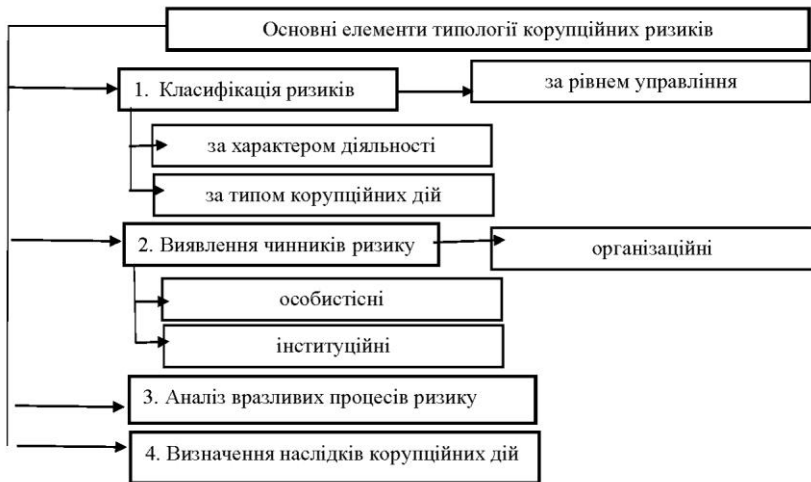 Основні елементи типології корупційних ризиків
1. Класифікація ризиків
за рівнем управління
за характером діяльності
за типом корупційних дій
2. Виявлення чинників ризику
організаційні
особистісні
інституційні
3. Аналіз вразливих процесів ризику
4. Визначення наслідків корупційних дій